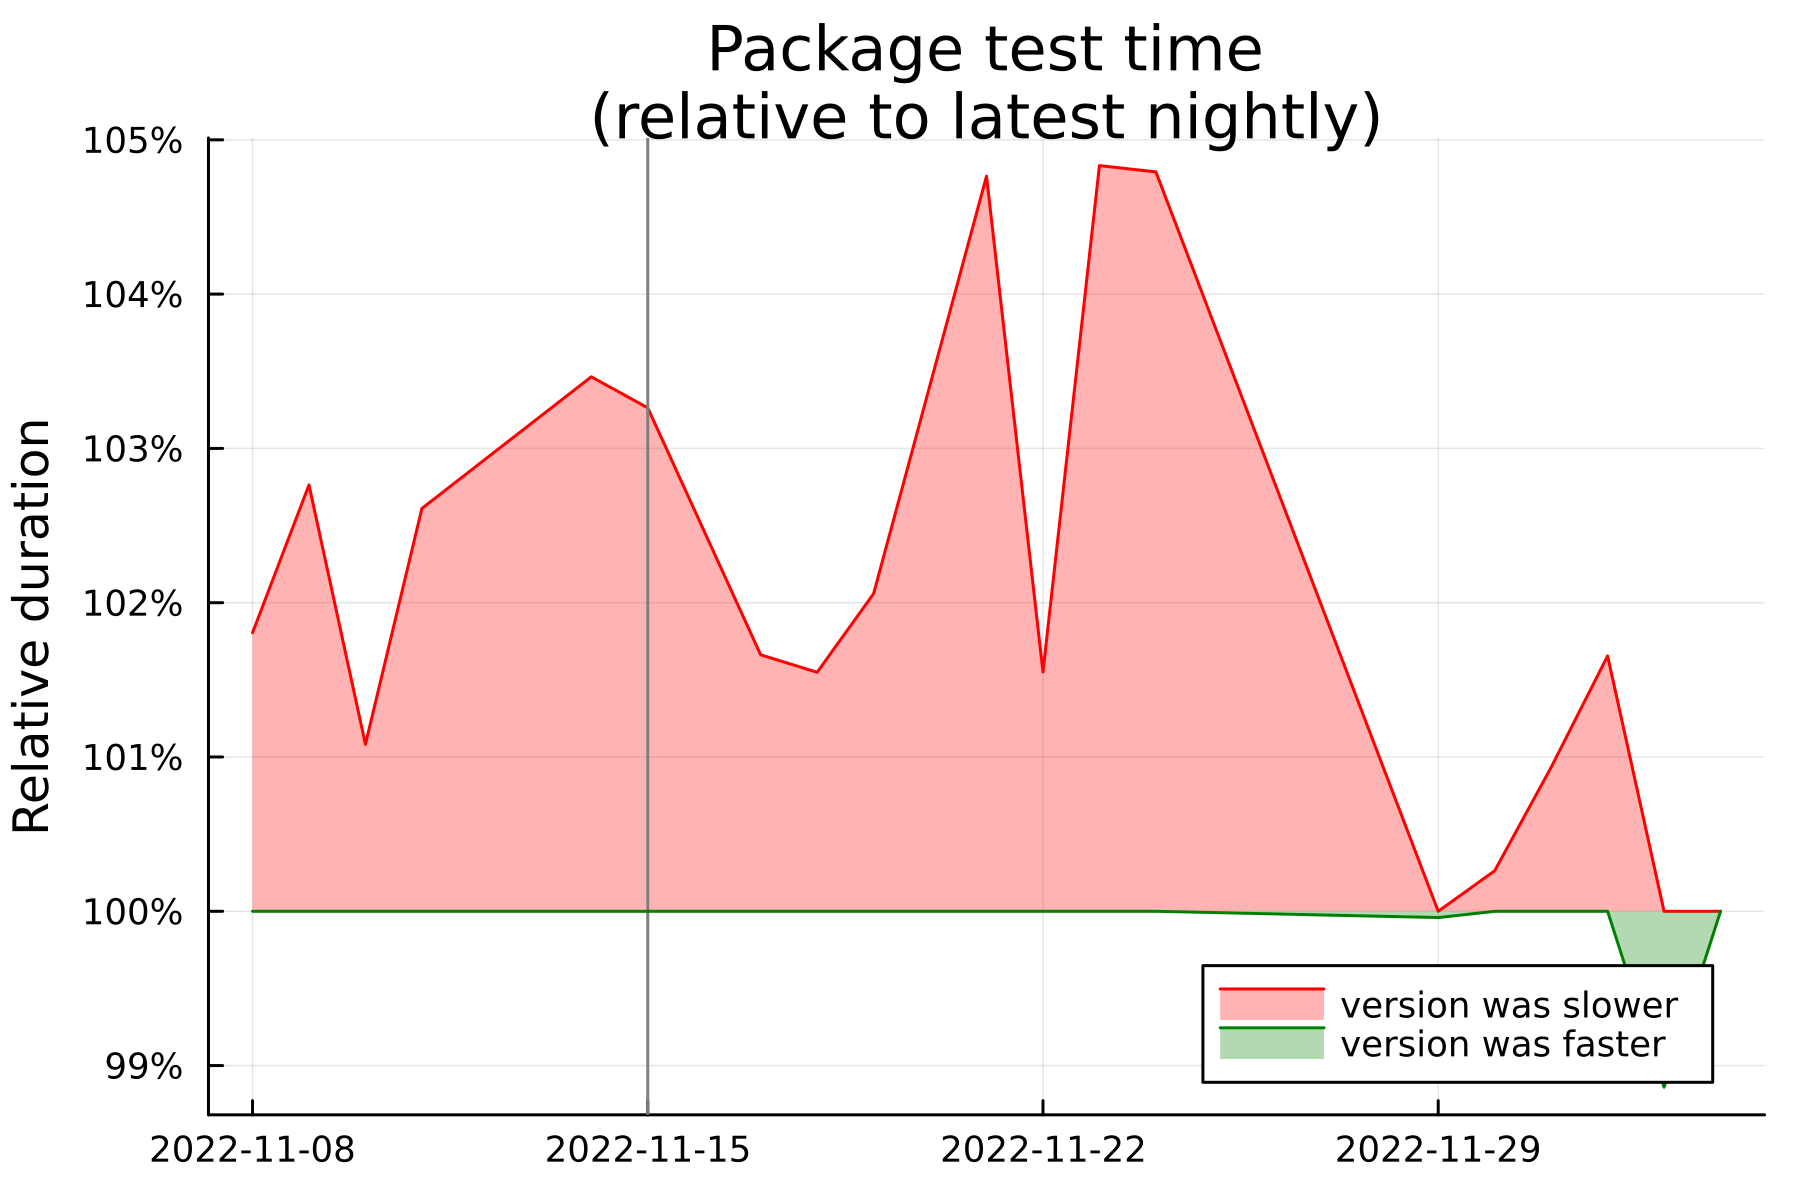 Package test time
(relative to latest nightly)
105%
104%
103%
102%
101%
100%
99%
Relative duration
version was slower
version was faster
2022-11-08
2022-11-15
2022-11-22
2022-11-29